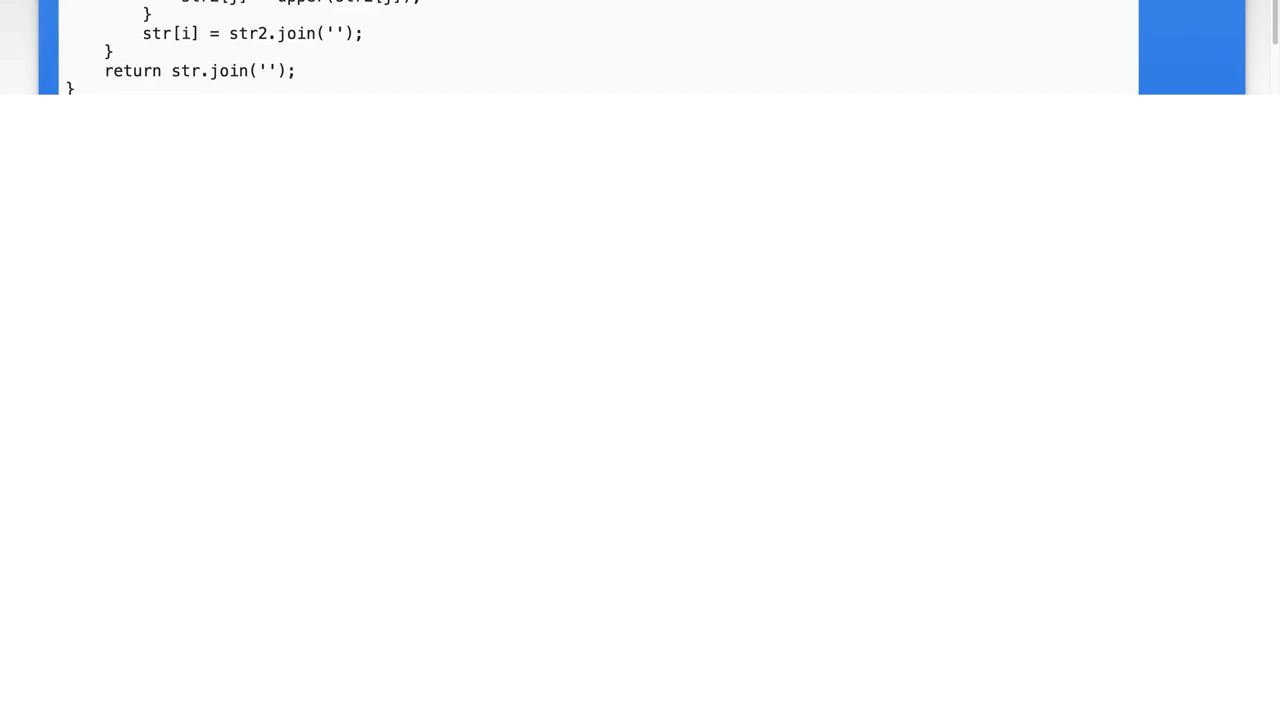 }
str[i] = str2.join('');
}
return str.join('');
}